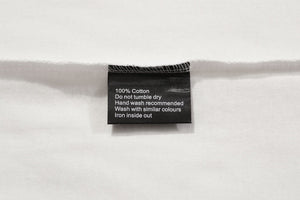 100% Cotton
Do not tumble dry
Hand wash recommended
Wash with similar colours
Iron inside out